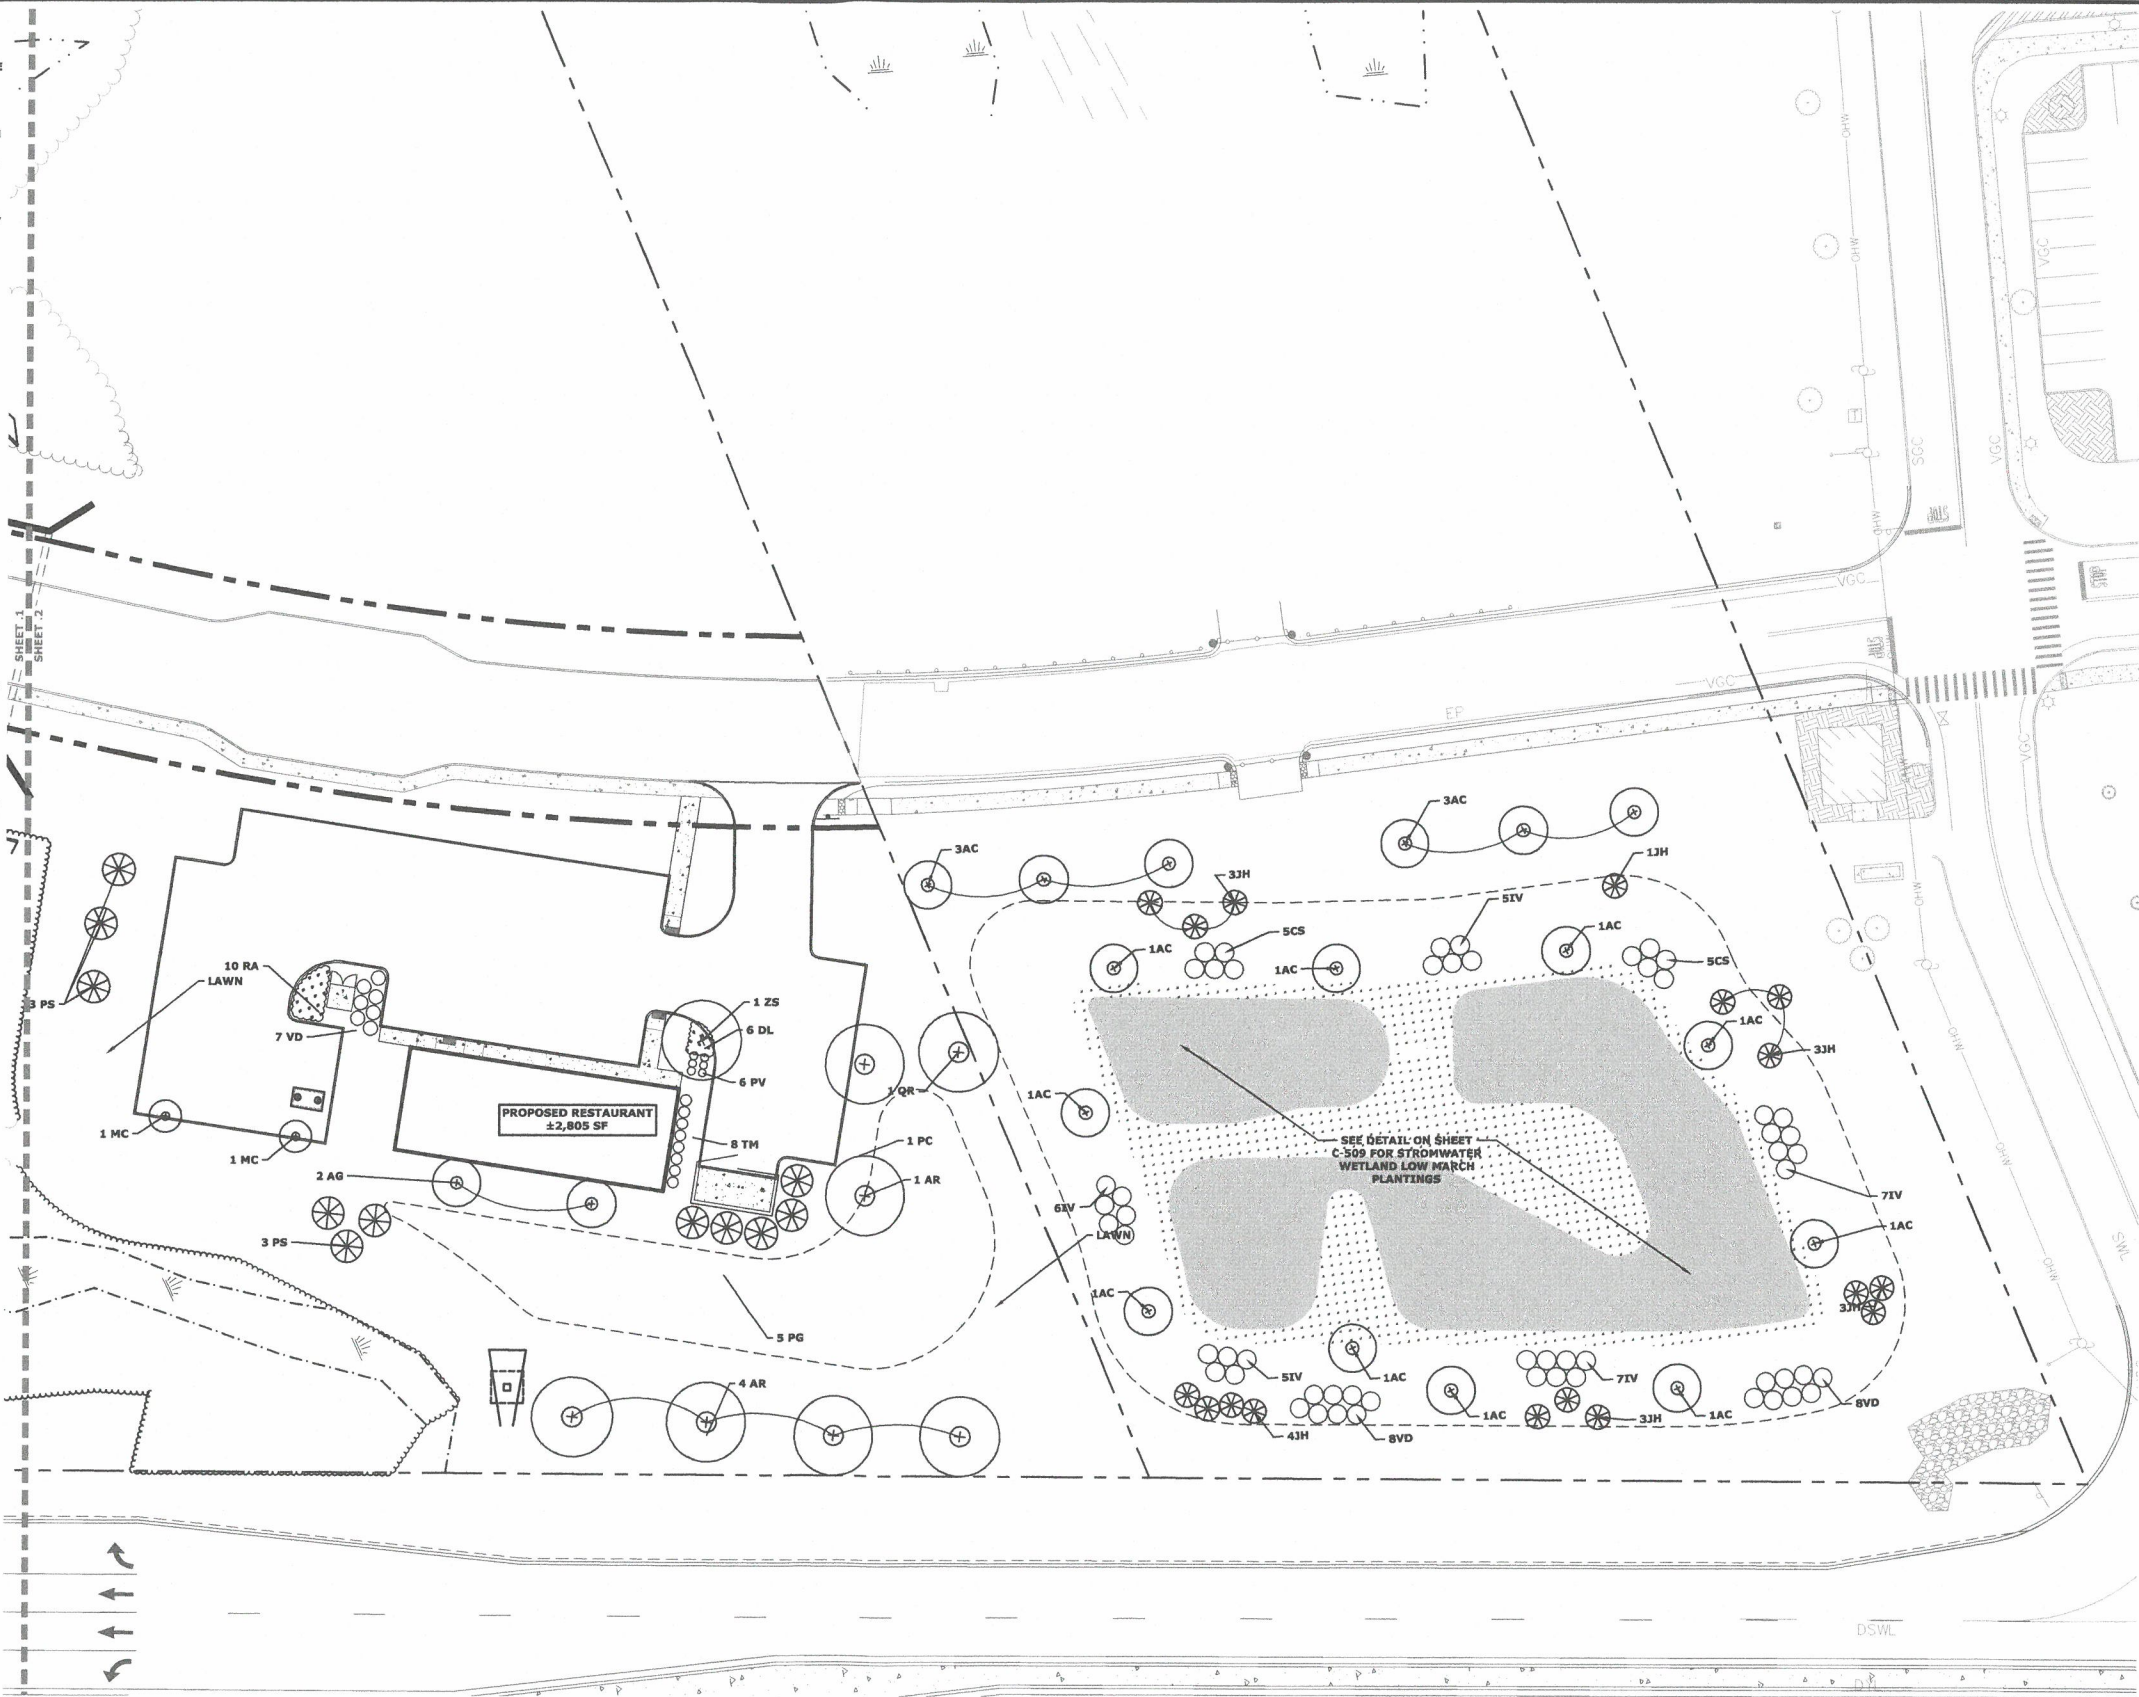 OHW
OHW
VGC
SGC
VGC
STOP
OHW
VGC
STOP
SHEET .1
SHEET .2
STOP
VGC
EP
VGC
3AC
3AC
1JH
3JH
OHW
5IV
5CS
1AC
1AC
1AC
5CS
10 RA
LAWN
3 PS
1 ZS
1AC
6 DL
7 VD
OHW
3JH
6 PV
1 QR
1AC
PROPOSED RESTAURANT
±2,805 SF
1 MC
8 TM
1 PC
SEE DETAIL ON SHEET
C-509 FOR STROMWATER
WETLAND LOW MARCH
PLANTINGS
OHW
1 MC
2 AG
1 AR
7IV
6IV
1AC
LAWN
3 PS
SWL
OHW
1AC
3JH
5 PG
5IV
1AC
7IV
4 AR
8VD
1AC
3JH
1AC
4JH
8VD
DSWL